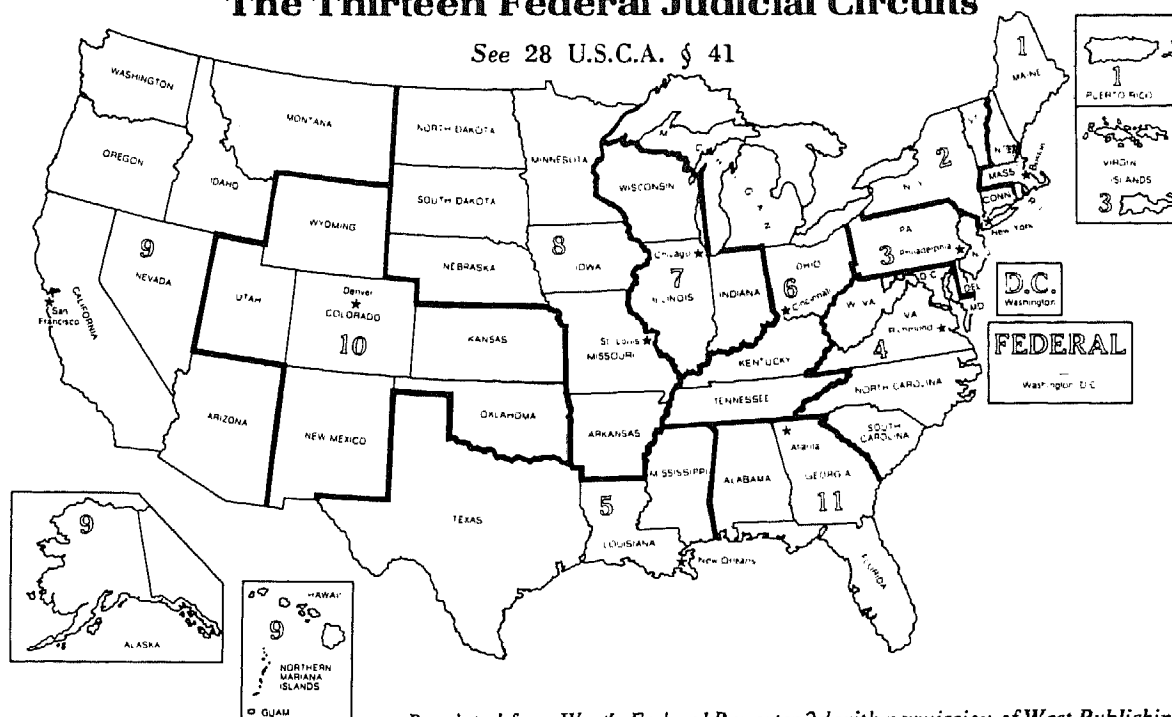 The Thirteen Federal Judicial Circuits
See 28 U.S.C.A. § 41
1
MAINE
1
PUERTO RICO
VIRGIN
ISLANDS
3
WASHINGTON
MONTANA
NORTH DAKOTA
MINNESOTA
OREGON
IDAHO
WYOMING
SOUTH DAKOTA
WISCONSIN
MICHIGAN
2
N.Y.
VT.
N.H.
MASS
Boston
CONN
R.I.
New York
9
NEVADA
CALIFORNIA
San
Francisco
UTAH
Denver
COLORADO
10
NEBRASKA
8
IOWA
Chicago
7
ILLINOIS
INDIANA
OHIO
6
Cincinnati
PA
3
Philadelphia
N.J.
D.C.
DEL
MD
W. VA
VA
Richmond
4
D.C.
Washington
FEDERAL
Washington D C
KANSAS
St. Louis
MISSOURI
KENTUCKY
NORTH CAROLINA
TENNESSEE
SOUTH
CAROLINA
ARIZONA
NEW MEXICO
OKLAHOMA
ARKANSAS
MISSISSIPPI
ALABAMA
Atlanta
GEORGIA
11
TEXAS
5
LOUISIANA
New Orleans
FLORIDA
9
ALASKA
HAWAII
9
NORTHERN
MARIANA
ISLANDS
GUAM